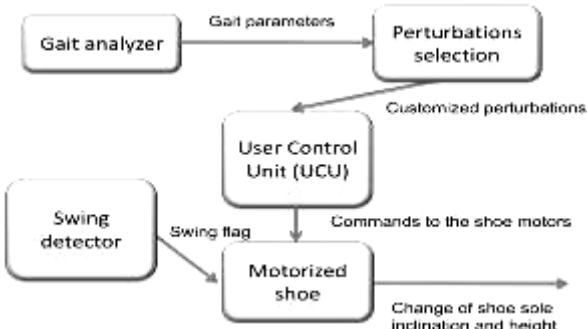 Gait parameters
Gait analyzer
Perturbations
selection
Customized perturbations
User Control
Unit (UCU)
Swing
detector
Swing flag
Commands to the shoe motors
Motorized
shoe
Change of shoe sole
inclination and height